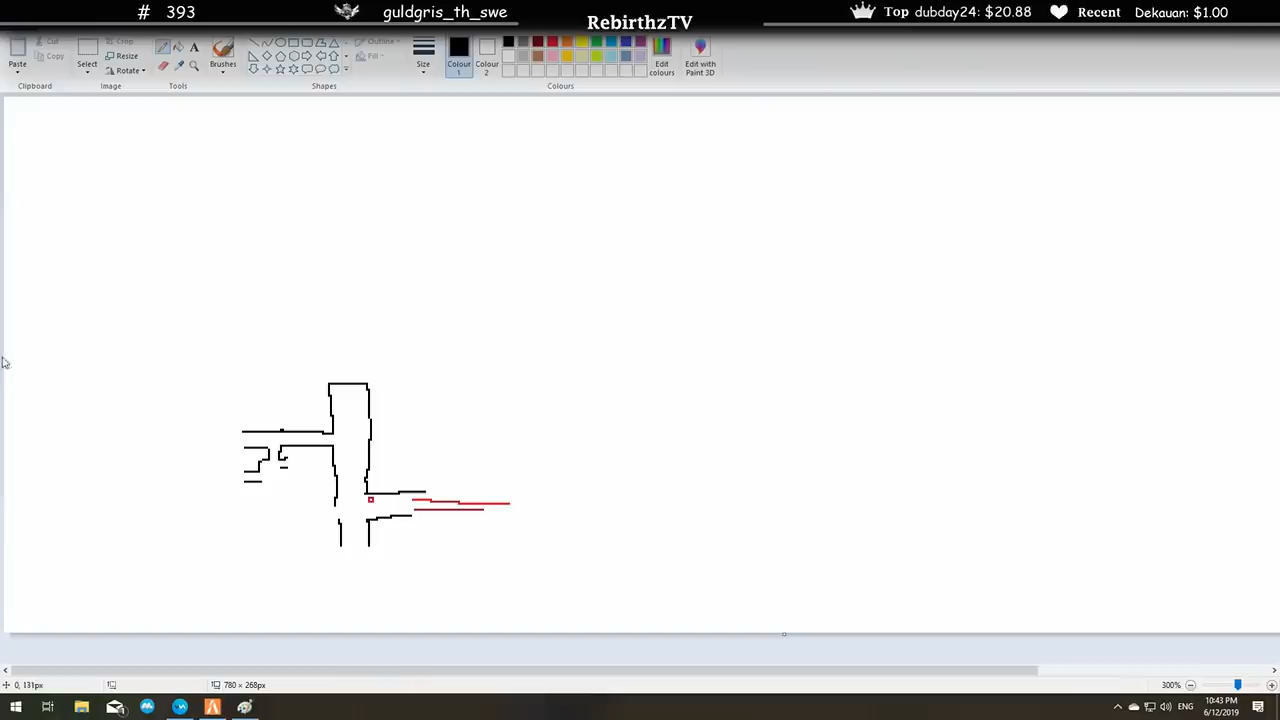 # 393 guldgris_th_swe RebirthzTV Top dubday24: $20.88 Recent Dekauan: $1.00
Paste Cut Copy Select Crop Resize Rotate A Brushes Outline Fill Size Colour 1 Colour 2 Edit colours Edit with Paint 3D
Clipboard Image Tools Shapes Colours
0, 131px 780 × 268px 300%
ENG 10:43 PM
6/12/2019